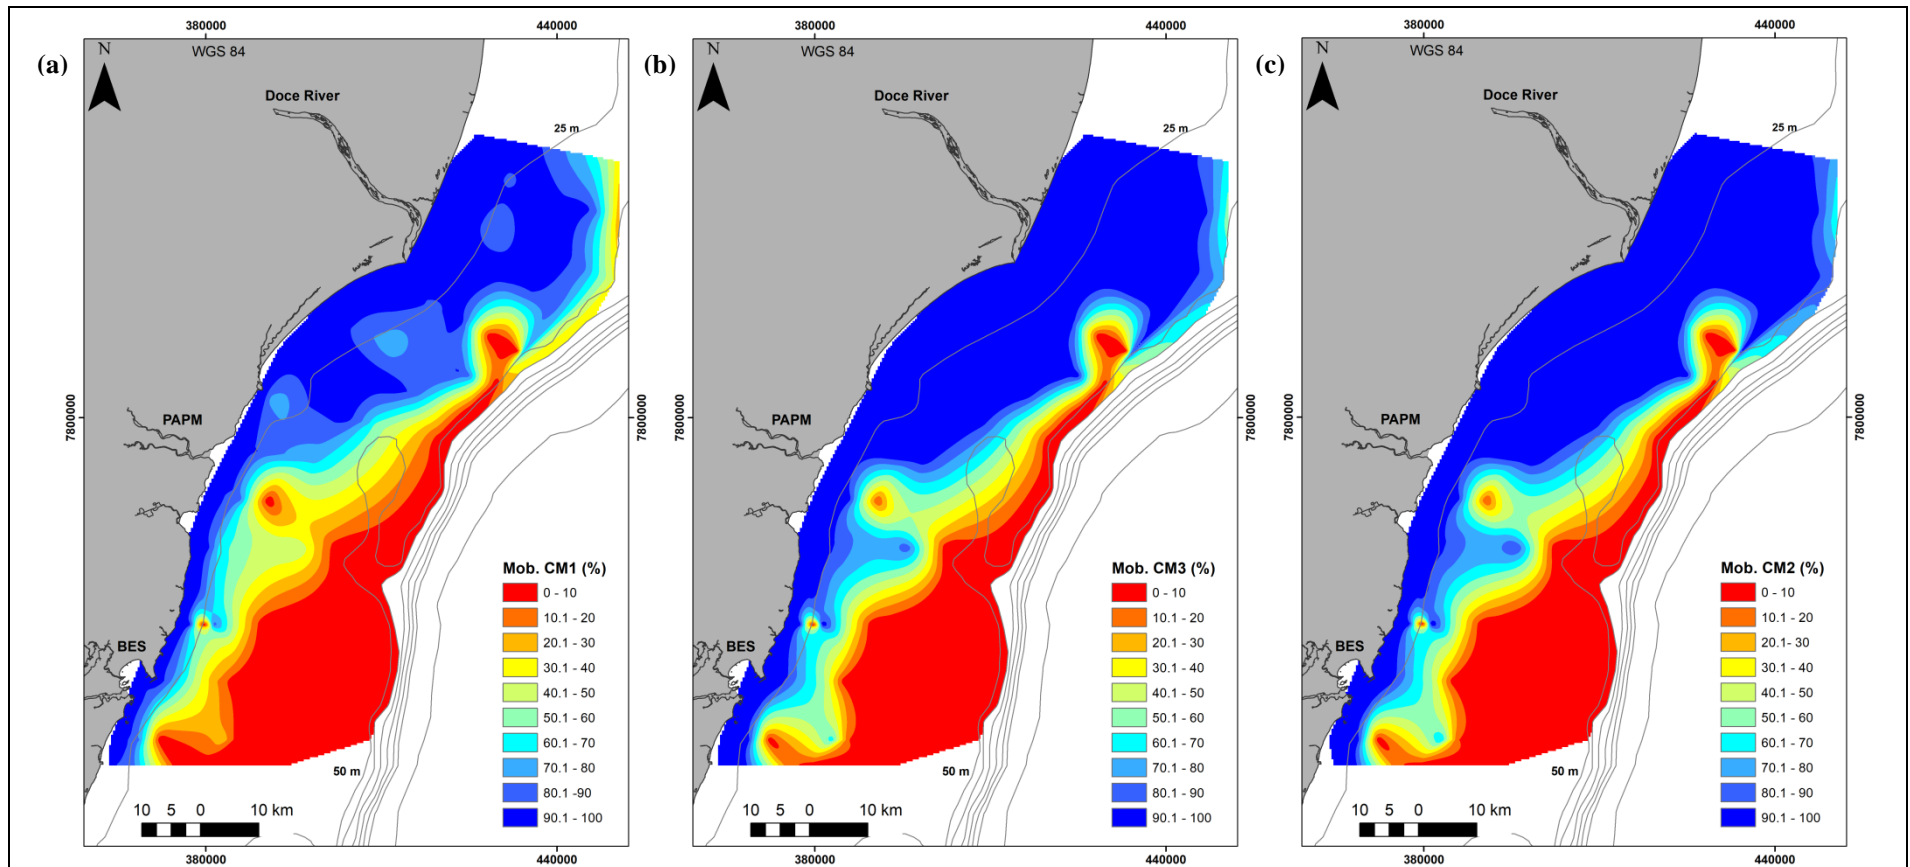 380000
440000
(a)
N
WGS 84
Doce River
25 m
7800000
PAPM
BES
Mob. CM1 (%)
0 - 10
10.1 - 20
20.1 - 30
30.1 - 40
40.1 - 50
50.1 - 60
60.1 - 70
70.1 - 80
80.1 -90
90.1 - 100
50 m
10 5 0 10 km
380000
440000
380000
440000
(b)
N
WGS 84
Doce River
25 m
7800000
7800000
PAPM
BES
Mob. CM3 (%)
0 - 10
10.1 - 20
20.1 - 30
30.1 - 40
40.1 - 50
50.1 - 60
60.1 - 70
70.1 - 80
80.1 - 90
90.1 - 100
50 m
10 5 0 10 km
380000
440000
380000
440000
(c)
N
WGS 84
Doce River
25 m
7800000
7800000
PAPM
BES
Mob. CM2 (%)
0 - 10
10.1 - 20
20.1 - 30
30.1 - 40
40.1 - 50
50.1 - 60
60.1 - 70
70.1 - 80
80.1 - 90
90.1 - 100
50 m
10 5 0 10 km
380000
440000
7800000